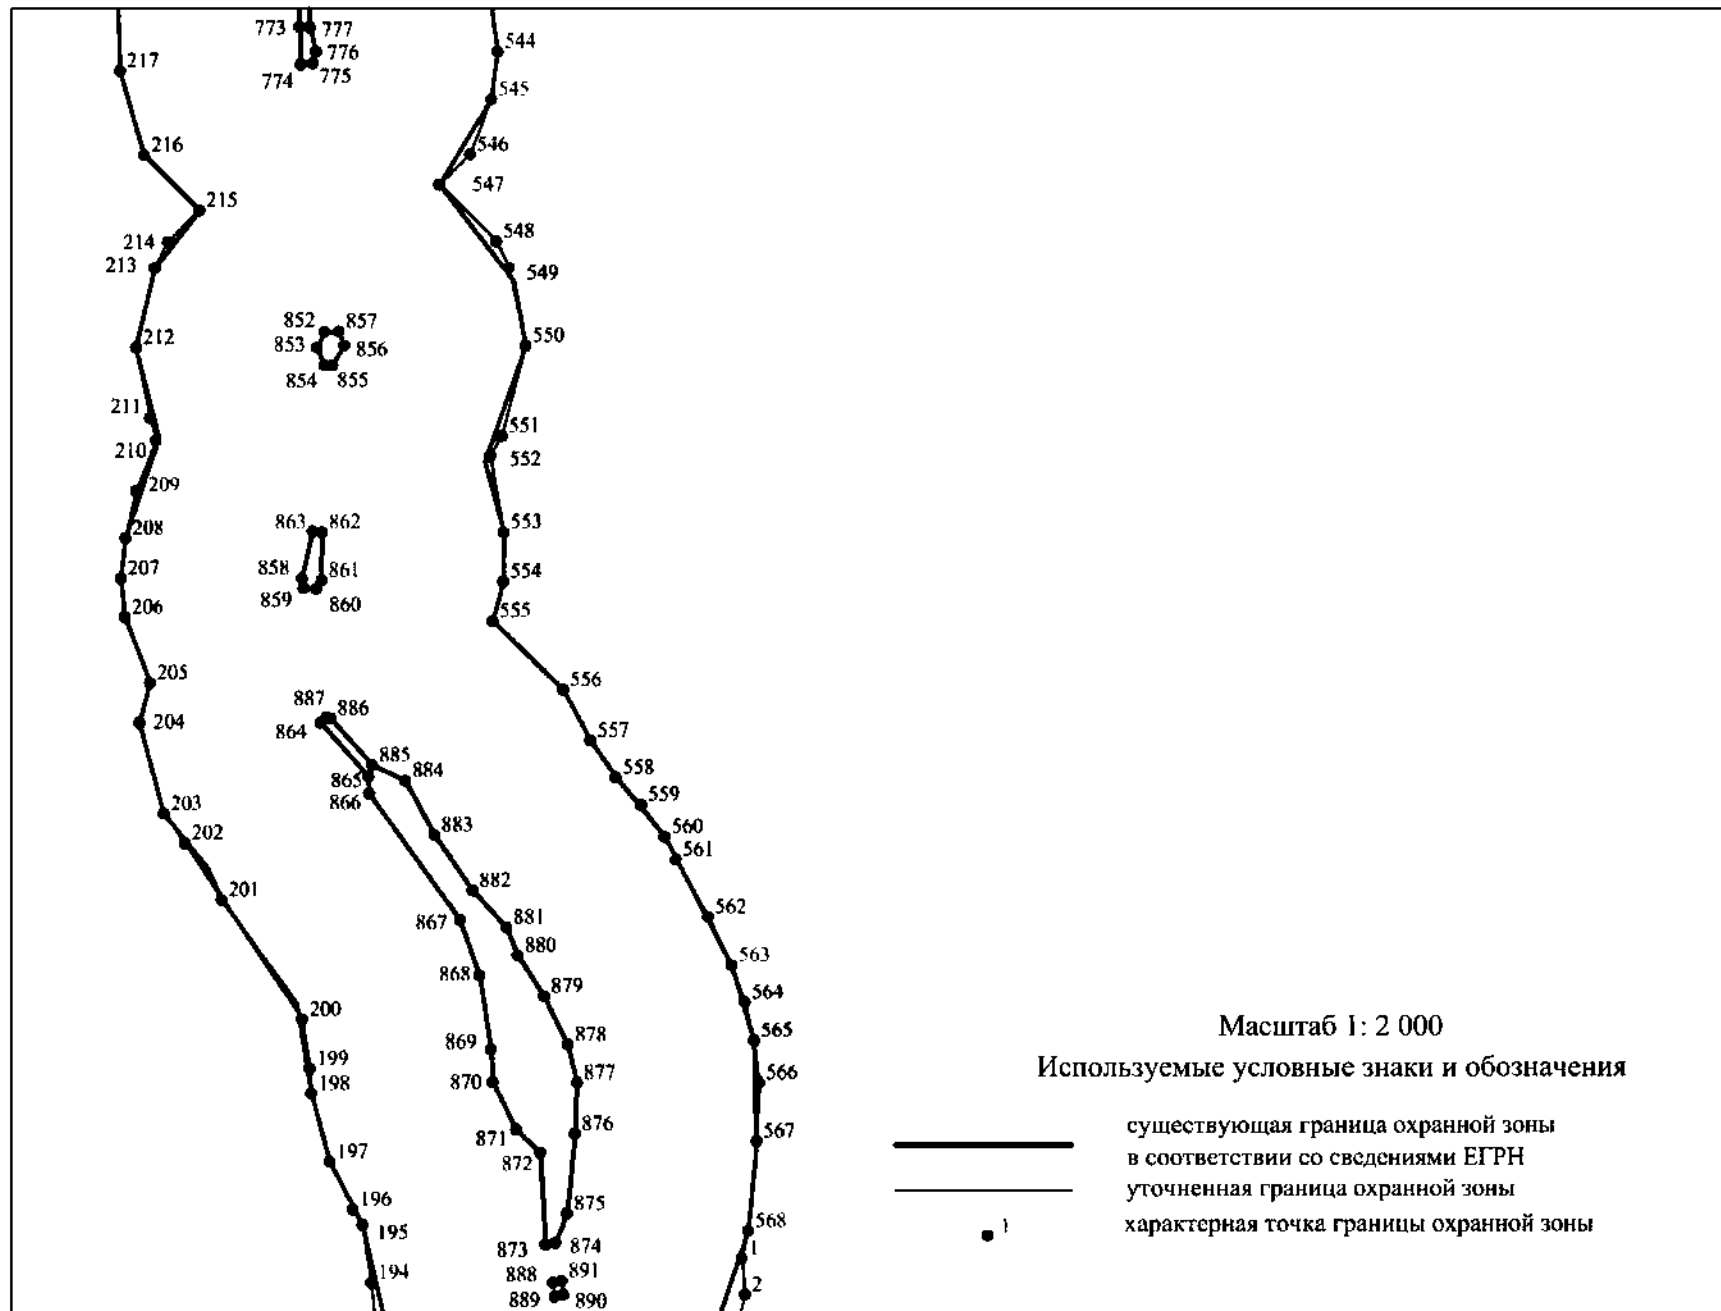 773 777 544
776
217 774 775
545
216 546
547
215
214 548
213 549
852 857
212 853 856 550
854 855
211 551
210 552
209
208 863 862 553
207 858 861 554
206 859 860 555
205 556
204 887 886
864 557
885
865 884 558
866 559
203
202 883 560
561
201 882
867 881 562
880
868 563
879 564
200 565
869 878
199 566
198 870 877
871 876 567
197 872
196
195 875 568
873 874 1
194 888 891
889 890 2
Масштаб 1: 2 000
Используемые условные знаки и обозначения
существующая граница охранной зоны
в соответствии со сведениями ЕГРН
уточненная граница охранной зоны
1 характерная точка границы охранной зоны